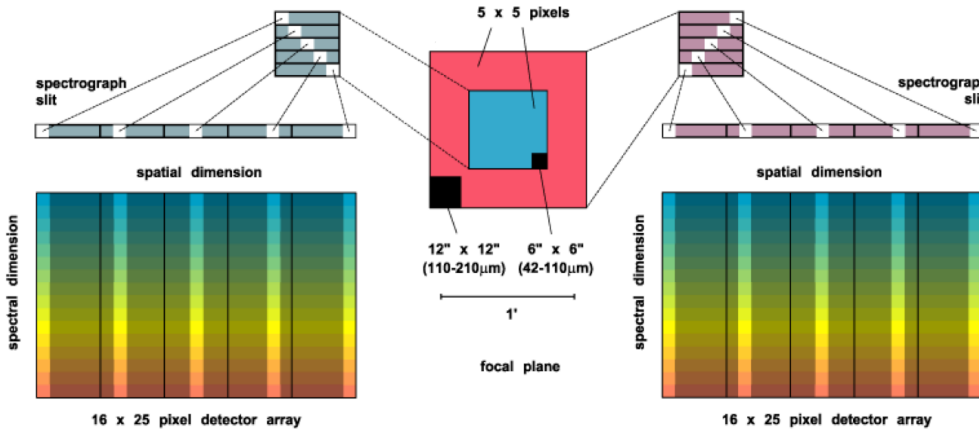 5 x 5 pixels
spectrograph
slit
spatial dimension
spectral dimension
16 x 25 pixel detector array
12" x 12"
(110-210µm)
6" x 6"
(42-110µm)
1'
focal plane
spectrograph
slit
spatial dimension
spectral dimension
16 x 25 pixel detector array